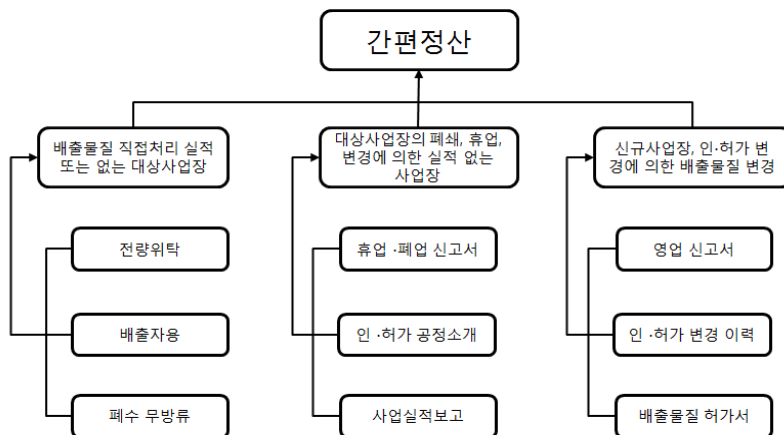 간편정산
배출물질 직접처리 실적
또는 없는 대상사업장
대상사업장의 폐쇄, 휴업,
변경에 의한 실적 없는
사업장
신규사업장, 인·허가 변
경에 의한 배출물질 변경
전량위탁
휴업 ·폐업 신고서
영업 신고서
배출자용
인 ·허가 공정소개
인 ·허가 변경 이력
폐수 무방류
사업실적보고
배출물질 허가서